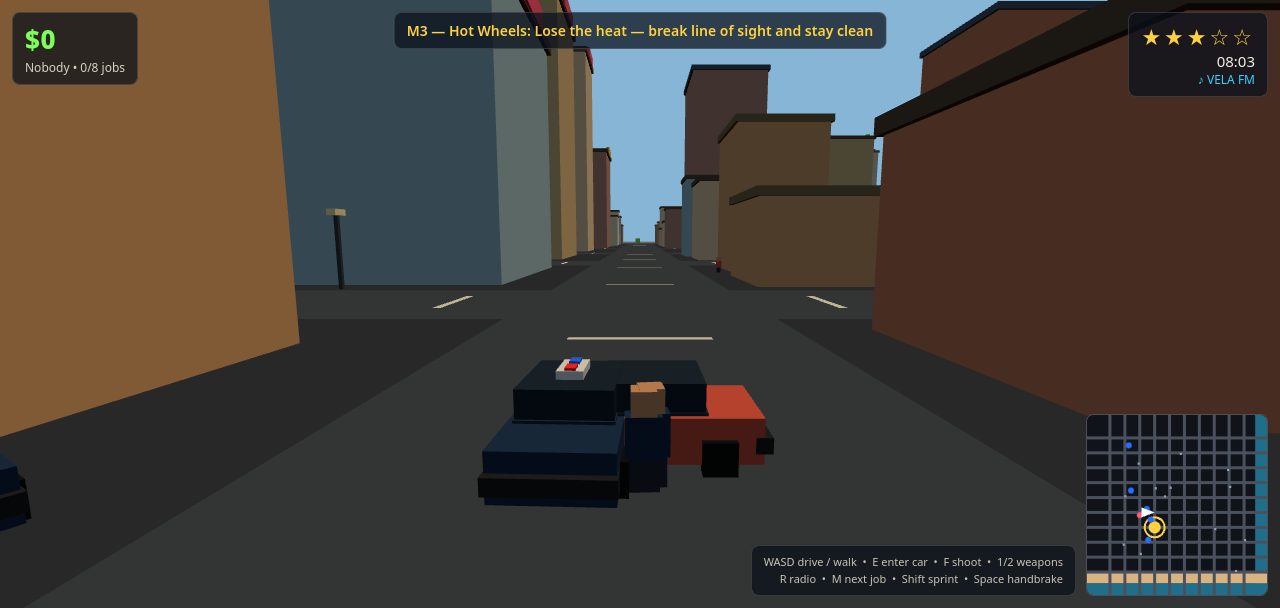 $0
Nobody • 0/8 jobs
M3 — Hot Wheels: Lose the heat — break line of sight and stay clean
★★★☆☆
08:03
♪ VELA FM
WASD drive / walk • E enter car • F shoot • 1/2 weapons
R radio • M next job • Shift sprint • Space handbrake